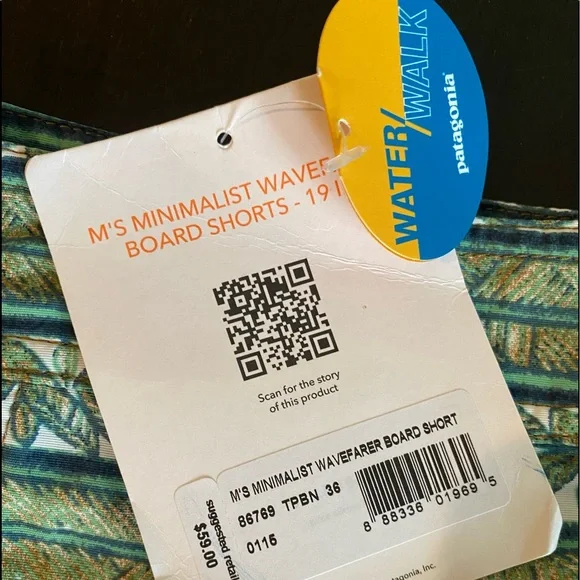 WATER/WALK
patagonia
M'S MINIMALIST WAVEF
BOARD SHORTS - 19 I
Scan for the story
of this product
M'S MINIMALIST WAVEFARER BOARD SHORT
86769 TPBN 36
0115
8 88336 01969 5
suggested retail
$59.00
tagonia, Inc.